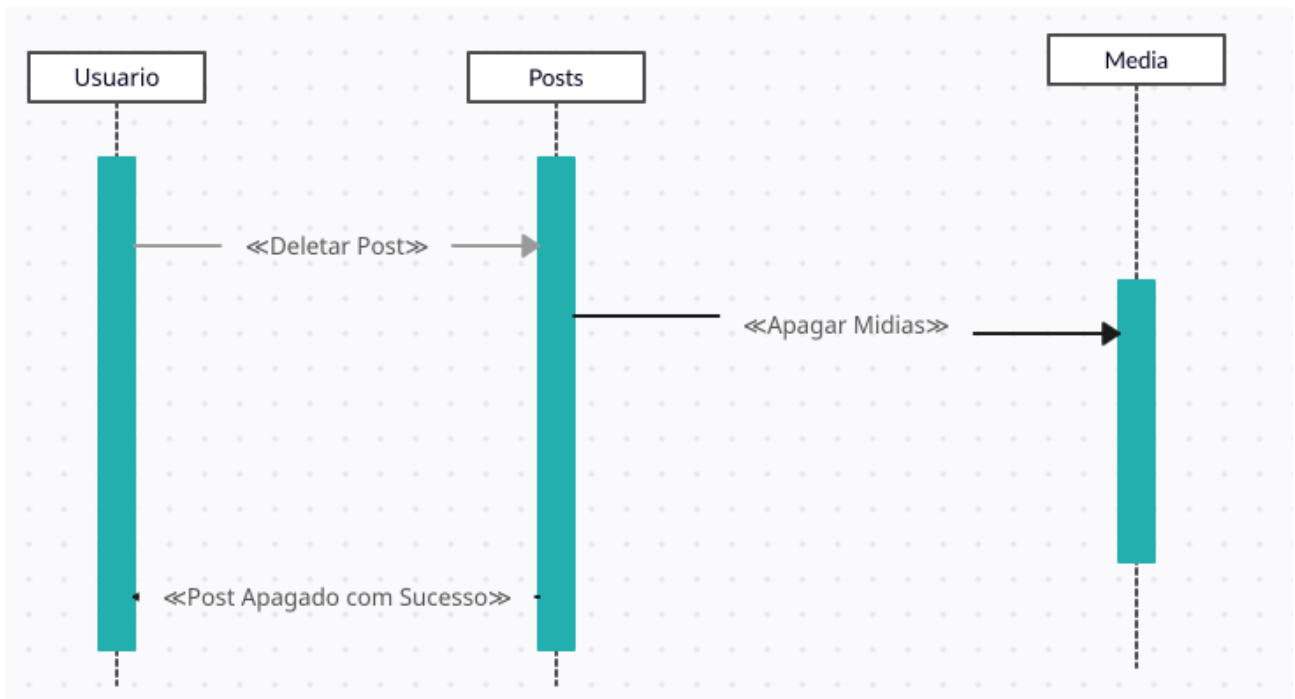 Usuario
Posts
Media
≪Deletar Post≫
≪Apagar Midias≫
≪Post Apagado com Sucesso≫